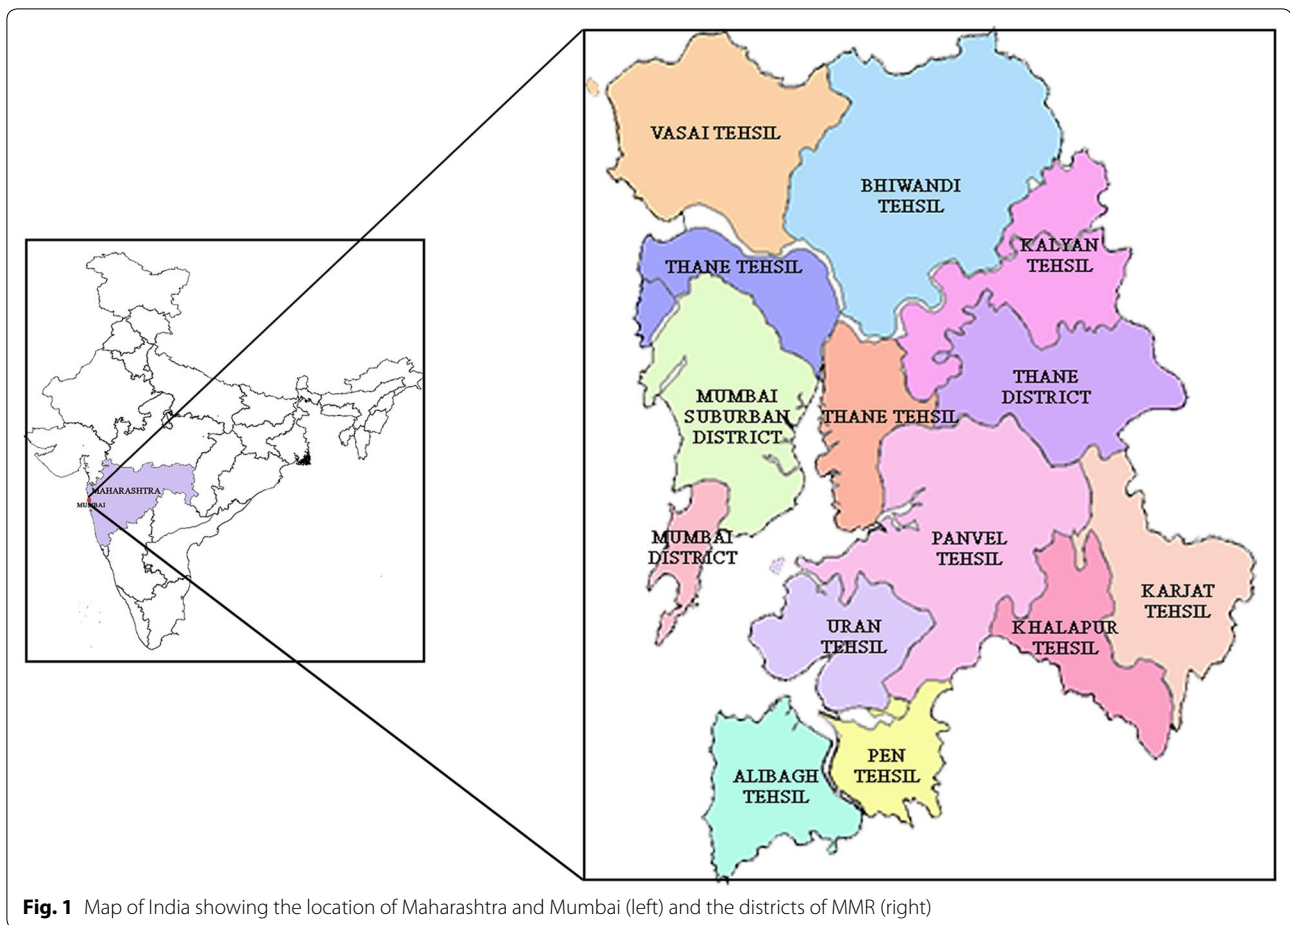 MAHARASHTRA
MUMBAI
VASAI TEHSIL
BHIWANDI
TEHSIL
KALYAN
TEHSIL
THANE TEHSIL
THANE
DISTRICT
MUMBAI
SUBURBAN
DISTRICT
THANE TEHSIL
MUMBAI
DISTRICT
PANVEL
TEHSIL
KARJAT
TEHSIL
URAN
TEHSIL
KHALAPUR
TEHSIL
PEN
TEHSIL
ALIBAGH
TEHSIL
Fig. 1 Map of India showing the location of Maharashtra and Mumbai (left) and the districts of MMR (right)